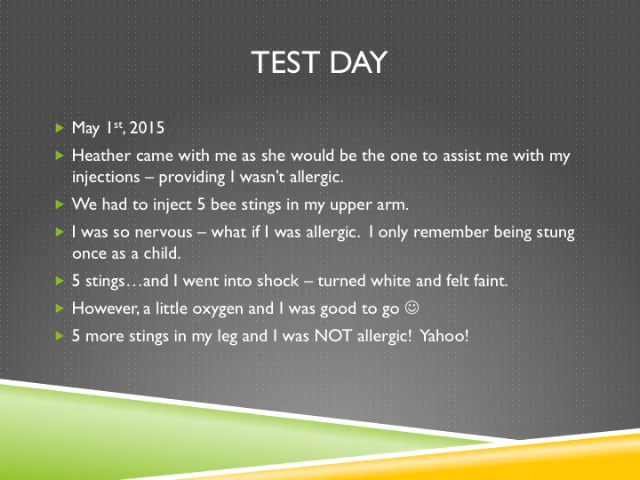 TEST DAY
May 1st, 2015
Heather came with me as she would be the one to assist me with my
injections – providing I wasn't allergic.
We had to inject 5 bee stings in my upper arm.
I was so nervous – what if I was allergic.  I only remember being stung
once as a child.
5 stings…and I went into shock – turned white and felt faint.
However, a little oxygen and I was good to go ☺
5 more stings in my leg and I was NOT allergic!  Yahoo!